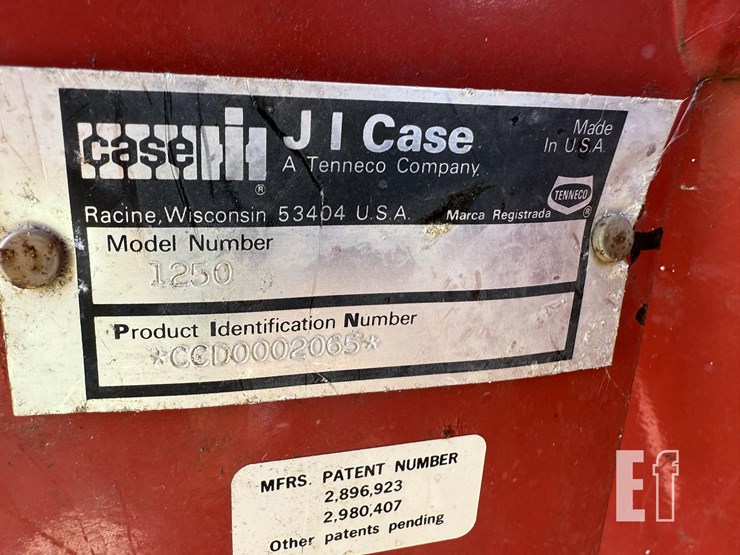 case IH ®
J I Case
A Tenneco Company
Made
In U.S.A.
TENNECO ®
Racine, Wisconsin 53404 U.S.A. Marca Registrada
Model Number
1250
Product Identification Number
*CCD0002065*
MFRS. PATENT NUMBER
2,896,923
2,980,407
Other patents pending
Ef